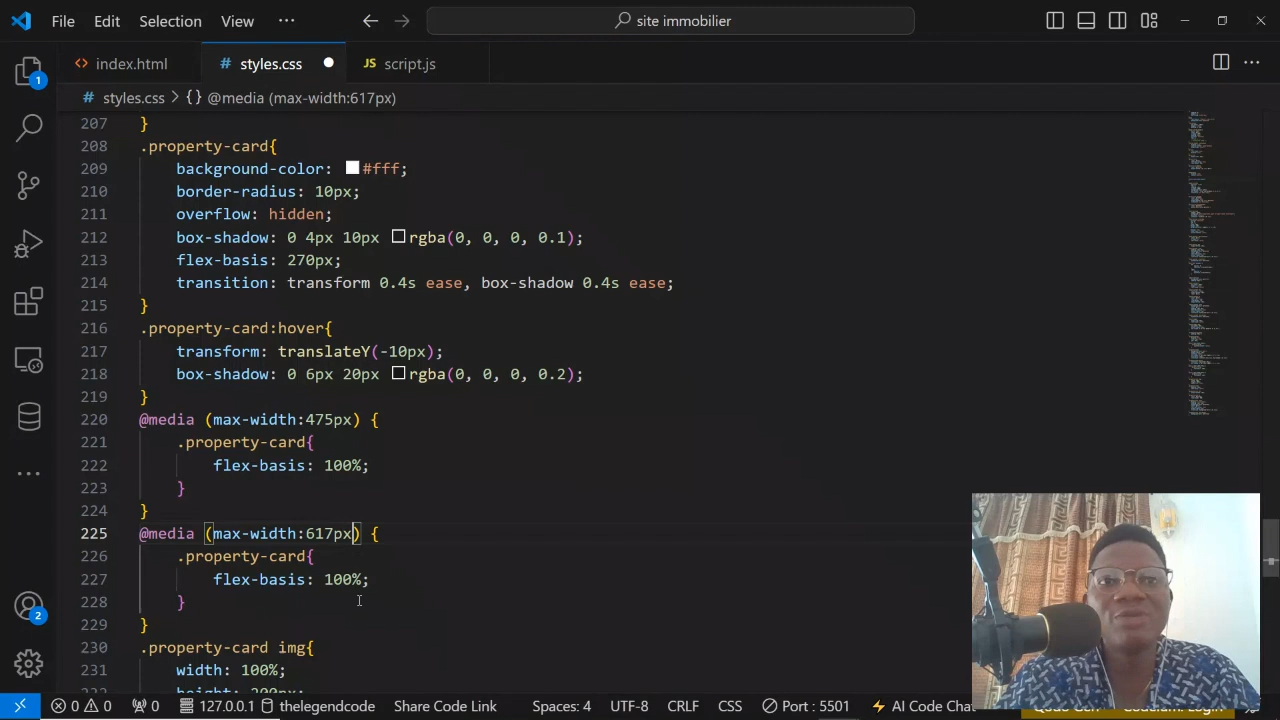 File Edit Selection View ··· site immobilier
index.html
# styles.css
JS script.js
1
# styles.css > {} @media (max-width:617px)
207 }
208 .property-card{
209 background-color: #fff;
210 border-radius: 10px;
211 overflow: hidden;
212 box-shadow: 0 4px 10px rgba(0, 0, 0, 0.1);
213 flex-basis: 270px;
214 transition: transform 0.4s ease, box-shadow 0.4s ease;
215 }
216 .property-card:hover{
217 transform: translateY(-10px);
218 box-shadow: 0 6px 20px rgba(0, 0, 0, 0.2);
219 }
220 @media (max-width:475px) {
221 .property-card{
222 flex-basis: 100%;
223 }
224 }
225 @media (max-width:617px) {
226 .property-card{
227 flex-basis: 100%;
228 }
229 }
230 .property-card img{
231 width: 100%;
height: 200px;
2
0 0 0 127.0.0.1 thelegendcode Share Code Link Spaces: 4 UTF-8 CRLF CSS Port : 5501 AI Code Chat